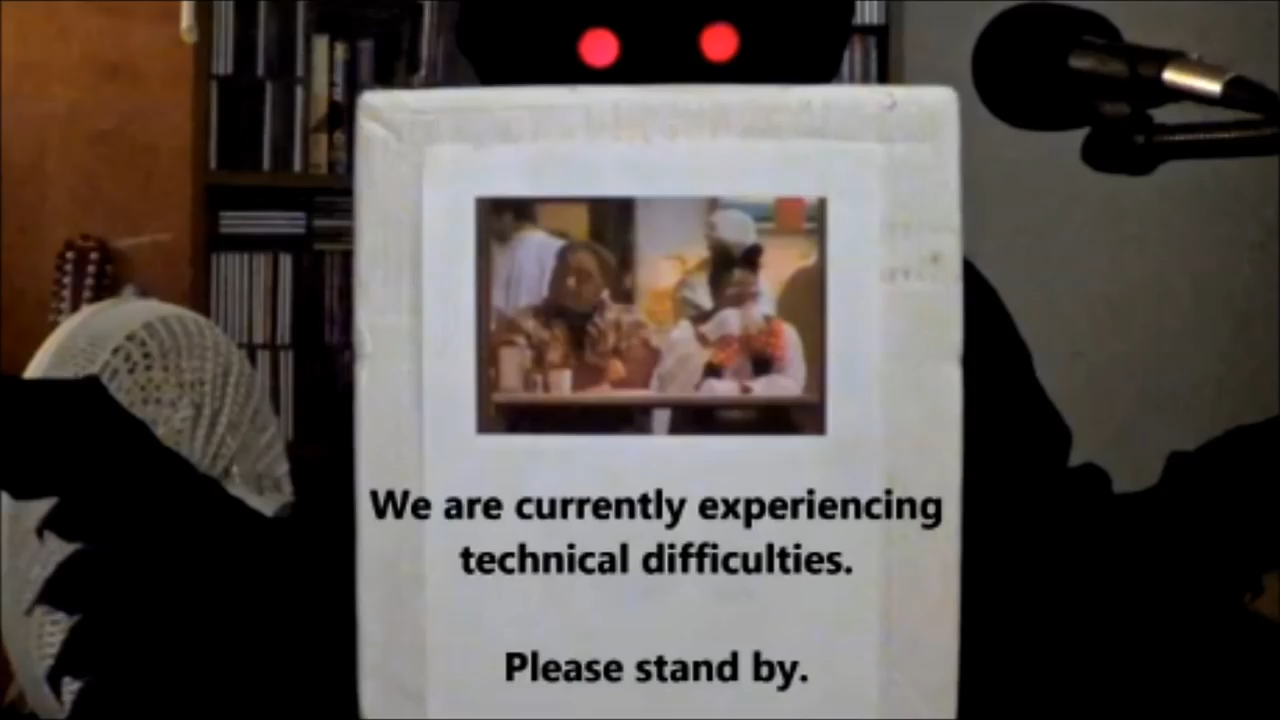 We are currently experiencing
technical difficulties.
Please stand by.